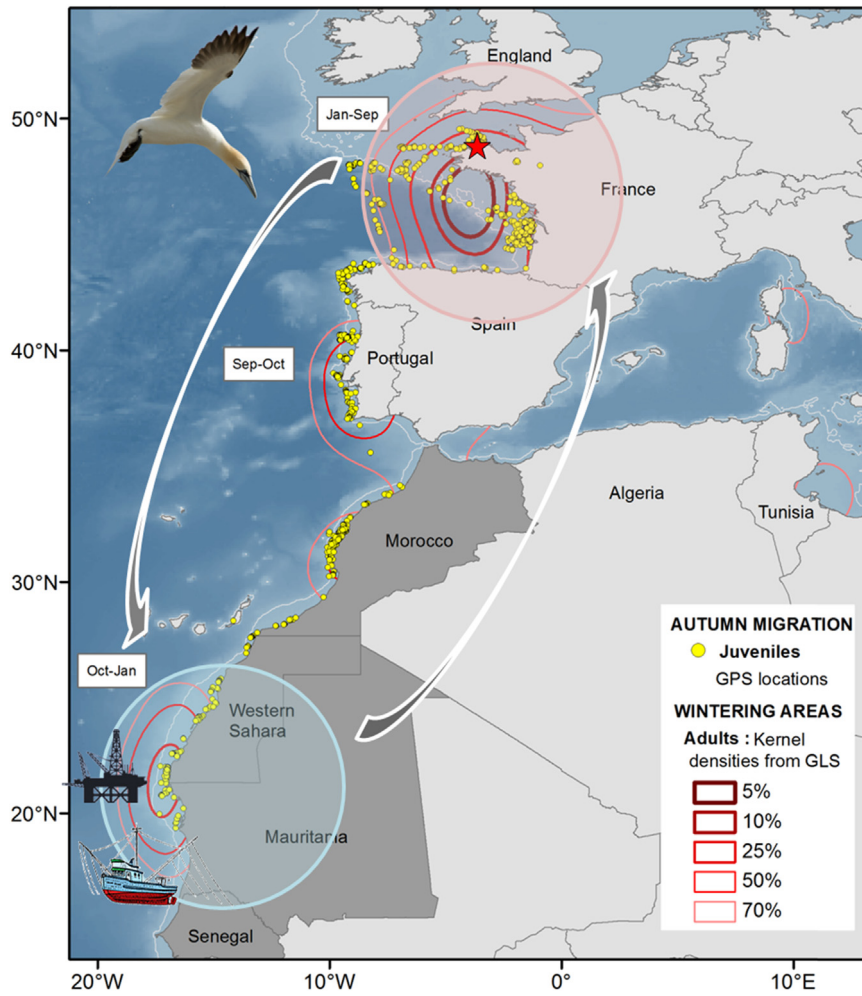 England
50°N
Jan-Sep
France
Spain
40°N
Sep-Oct
Portugal
Algeria
Tunisia
Morocco
30°N
Oct-Jan
Western
Sahara
20°N
Mauritania
Senegal
AUTUMN MIGRATION
Juveniles
GPS locations
WINTERING AREAS
Adults : Kernel
densities from GLS
5%
10%
25%
50%
70%
20°W
10°W
0°
10°E